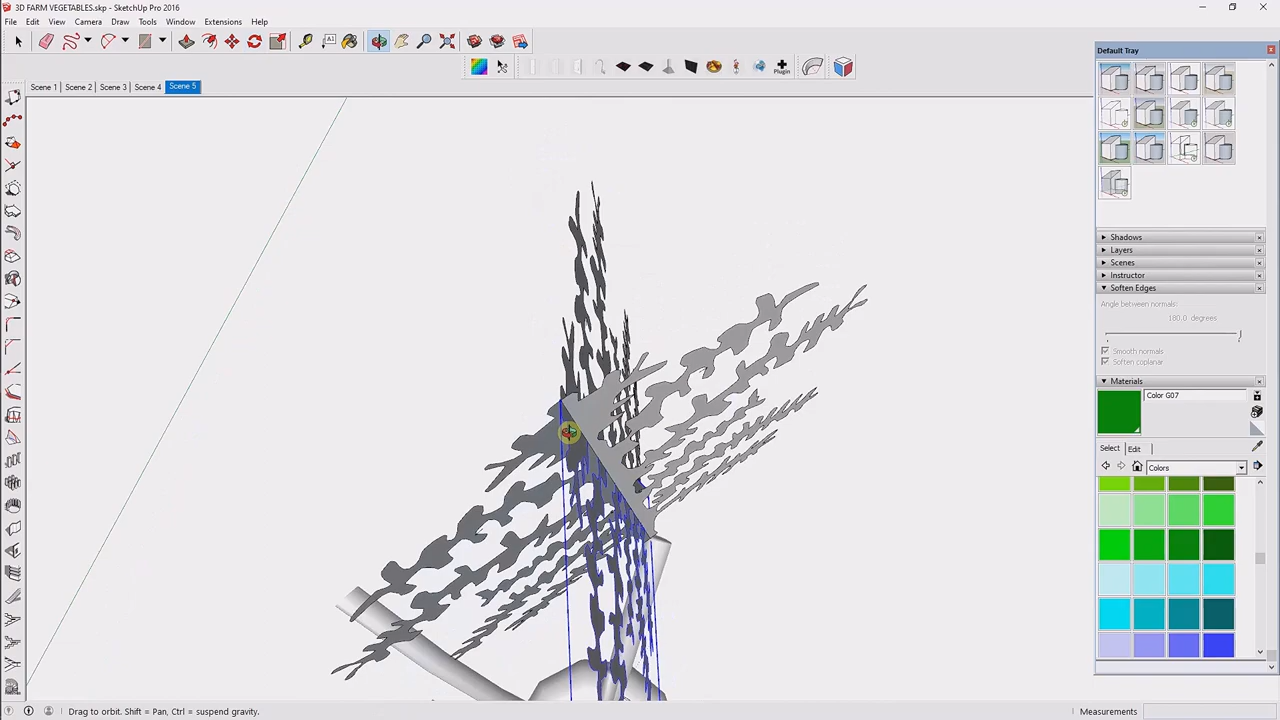 3D FARM VEGETABLES.skp - SketchUp Pro 2016
File Edit View Camera Draw Tools Window Extensions Help
Default Tray
Plugin
Scene 1 Scene 2 Scene 3 Scene 4 Scene 5
Shadows
Layers
Scenes
Instructor
Soften Edges
Angle between normals:
180.0 degrees
Smooth normals
Soften coplanar
Materials
Color G07
Select Edit
Colors
Drag to orbit. Shift = Pan, Ctrl = suspend gravity.
Measurements